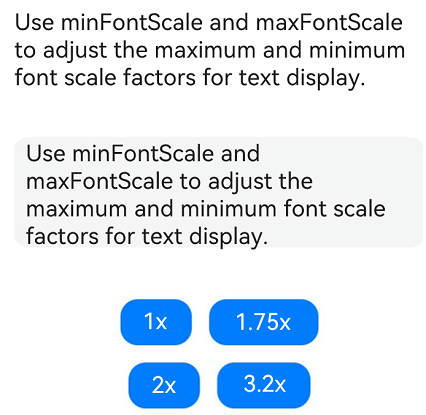 Use minFontScale and maxFontScale
to adjust the maximum and minimum
font scale factors for text display.
Use minFontScale and
maxFontScale to adjust the
maximum and minimum font scale
factors for text display.
1x
1.75x
2x
3.2x